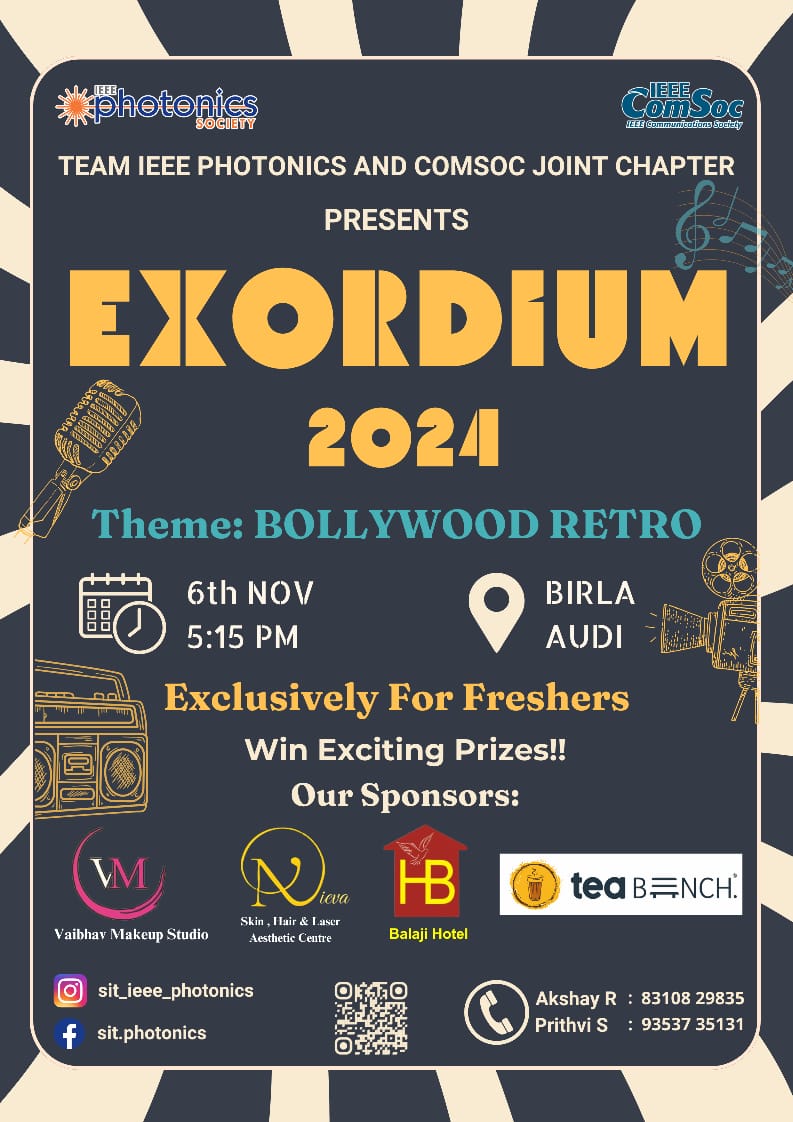 IEEE
photonics
SOCIETY
IEEE
ComSoc
IEEE Communications Society
TEAM IEEE PHOTONICS AND COMSOC JOINT CHAPTER
PRESENTS
EXORDIUM
2024
Theme: BOLLYWOOD RETRO
6th NOV
5:15 PM
BIRLA
AUDI
Exclusively For Freshers
Win Exciting Prizes!!
Our Sponsors:
VM
Vaibhav Makeup Studio
Nieva
Skin , Hair & Laser
Aesthetic Centre
HB
Balaji Hotel
tea BENCH
sit_ieee_photonics
sit.photonics
Akshay R : 83108 29835
Prithvi S : 93537 35131